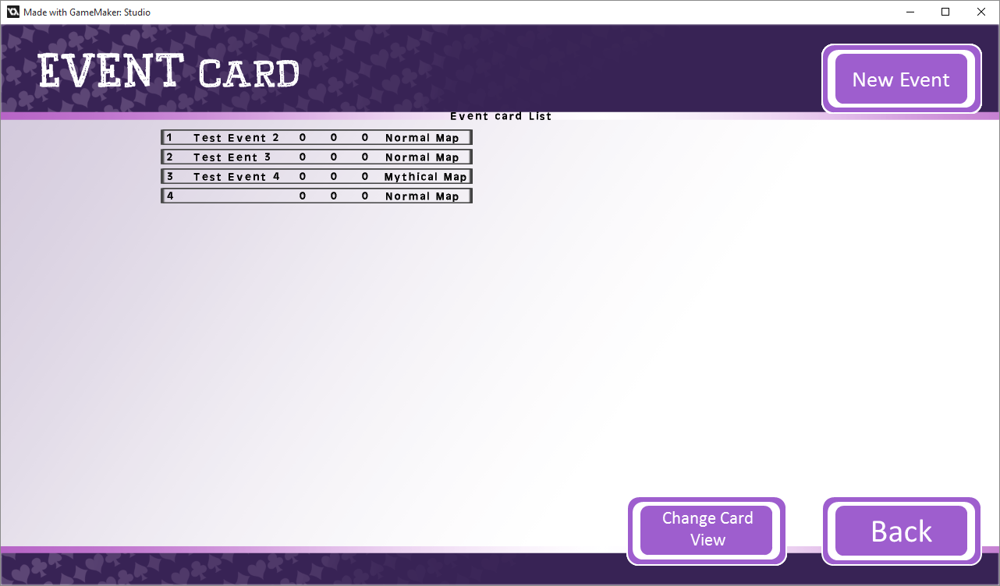 Made with GameMaker: Studio
EVENT CARD
New Event
Event card List
1 Test Event 2 0 0 0 Normal Map
2 Test Eent 3 0 0 0 Normal Map
3 Test Event 4 0 0 0 Mythical Map
4 0 0 0 Normal Map
Change Card
View
Back